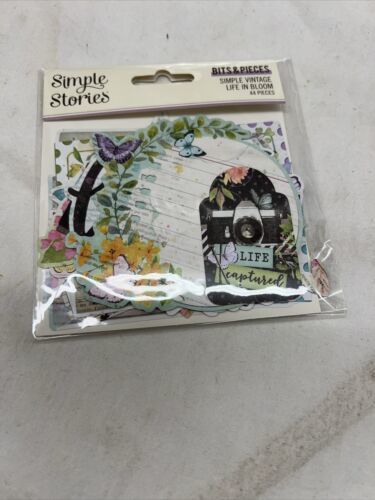 Simple
Stories
BITS & PIECES
SIMPLE VINTAGE
LIFE IN BLOOM
44 PIECES
t
LIFE
captured